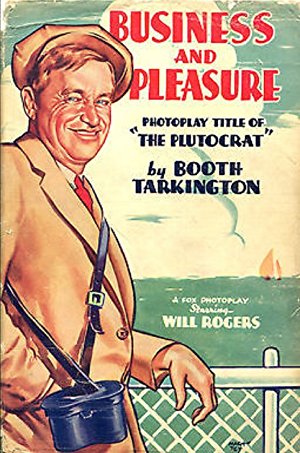 BUSINESS
AND
PLEASURE
PHOTOPLAY TITLE OF
"THE PLUTOCRAT"
by BOOTH
TARKINGTON
A FOX PHOTOPLAY
Starring
WILL ROGERS